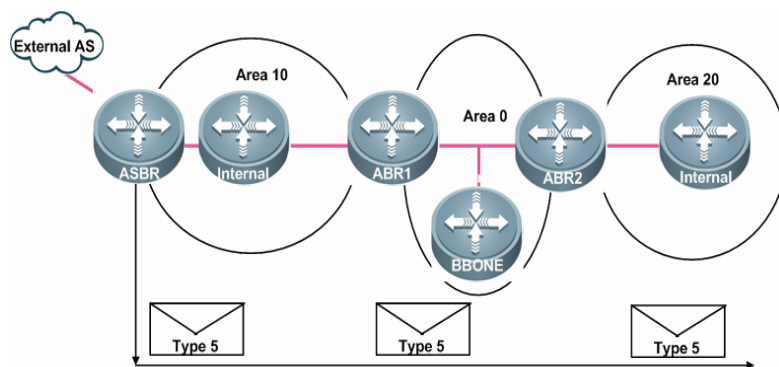 External AS
Area 10
Area 0
Area 20
ASBR
Internal
ABR1
ABR2
Internal
BBONE
Type 5
Type 5
Type 5